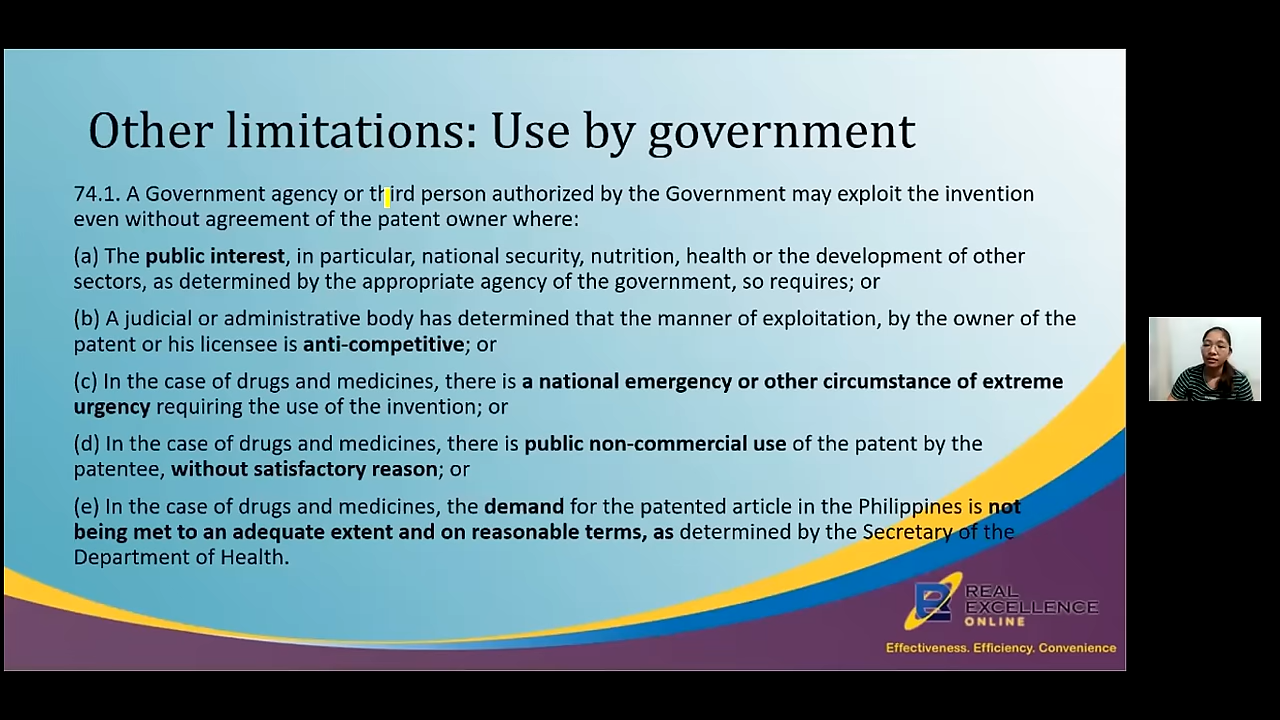 Other limitations: Use by government
74.1. A Government agency or third person authorized by the Government may exploit the invention
even without agreement of the patent owner where:
(a) The public interest, in particular, national security, nutrition, health or the development of other
sectors, as determined by the appropriate agency of the government, so requires; or
(b) A judicial or administrative body has determined that the manner of exploitation, by the owner of the
patent or his licensee is anti-competitive; or
(c) In the case of drugs and medicines, there is a national emergency or other circumstance of extreme
urgency requiring the use of the invention; or
(d) In the case of drugs and medicines, there is public non-commercial use of the patent by the
patentee, without satisfactory reason; or
(e) In the case of drugs and medicines, the demand for the patented article in the Philippines is not
being met to an adequate extent and on reasonable terms, as determined by the Secretary of the
Department of Health.
REAL
EXCELLENCE
ONLINE
Effectiveness. Efficiency. Convenience